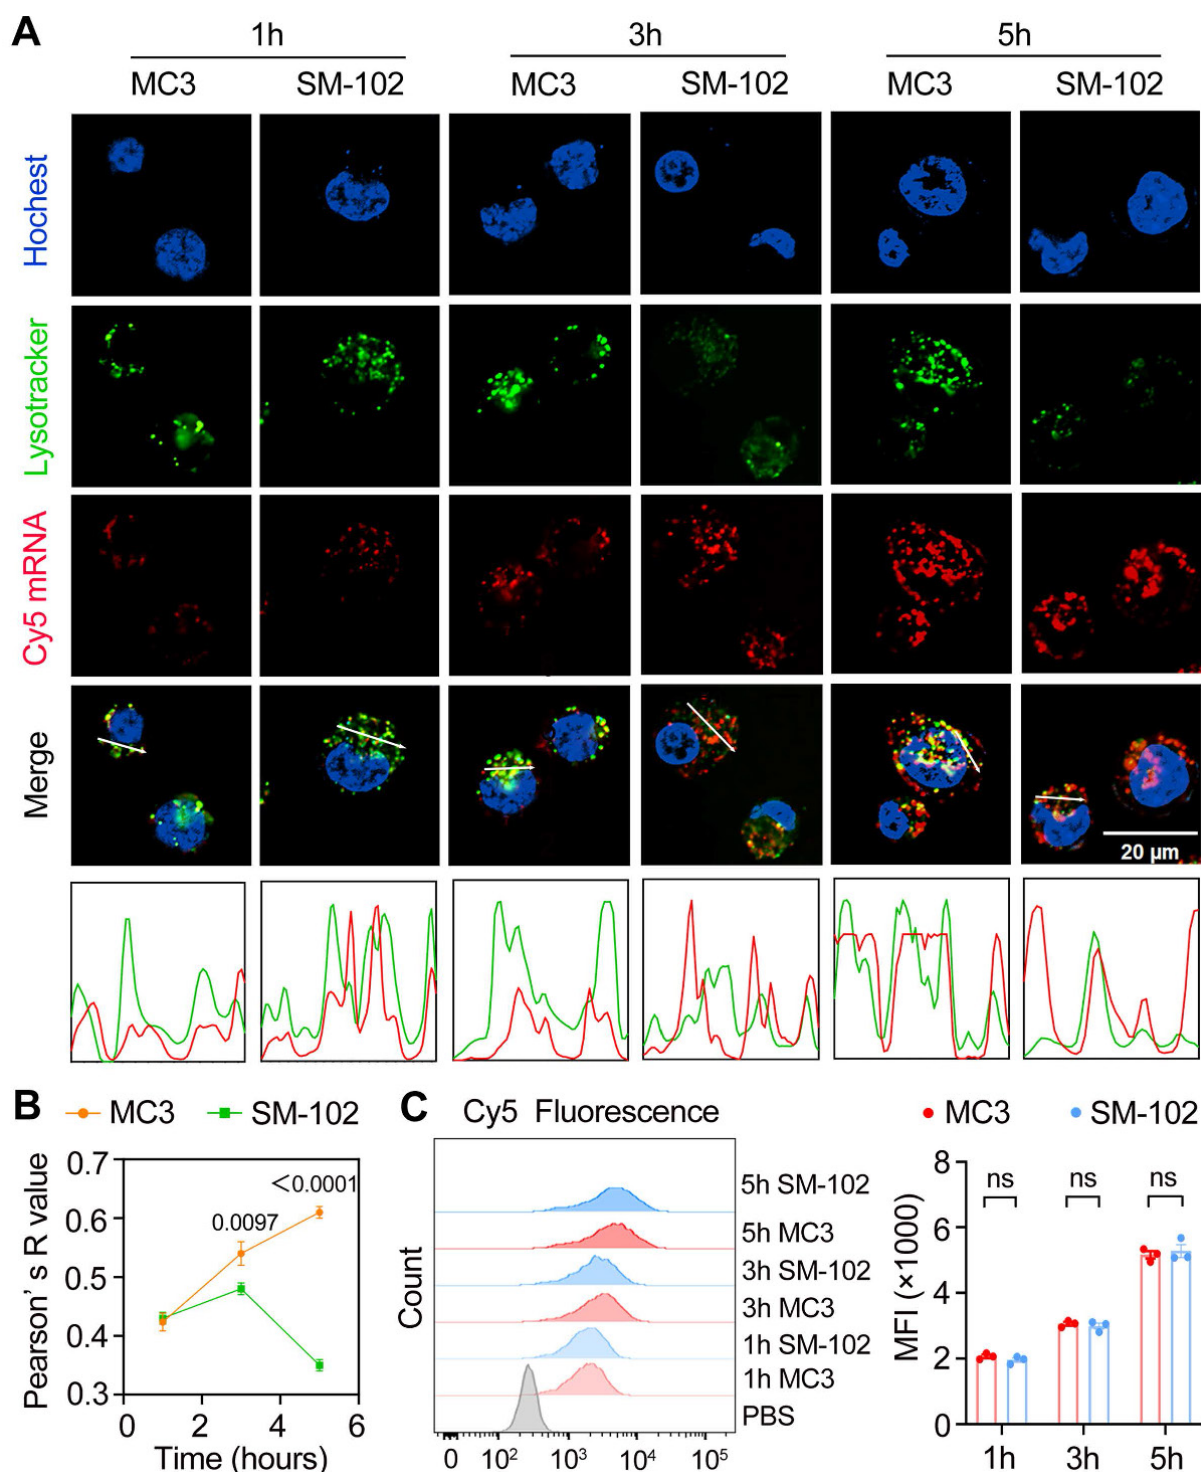 A
1h 3h 5h
MC3 SM-102 MC3 SM-102 MC3 SM-102
Hochest
Lysotracker
Cy5 mRNA
Merge
20 µm
B
MC3 SM-102
Pearson' s R value
0.7
0.6
0.5
0.4
0.3
<0.0001
0.0097
0 2 4 6
Time (hours)
C
Cy5 Fluorescence
Count
5h SM-102
5h MC3
3h SM-102
3h MC3
1h SM-102
1h MC3
PBS
0 10² 10³ 10⁴ 10⁵
MC3 SM-102
MFI (×1000)
8
6
4
2
0
ns ns ns
1h 3h 5h